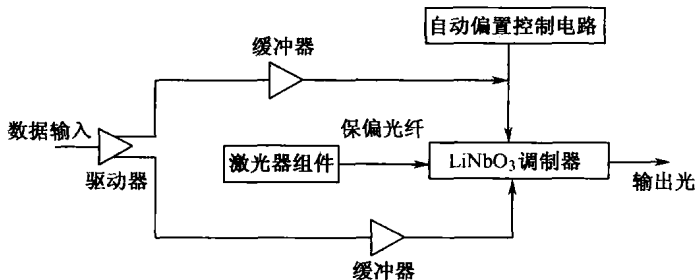 自动偏置控制电路
缓冲器
数据输入
保偏光纤
驱动器
激光器组件
LiNbO₃调制器
输出光
缓冲器